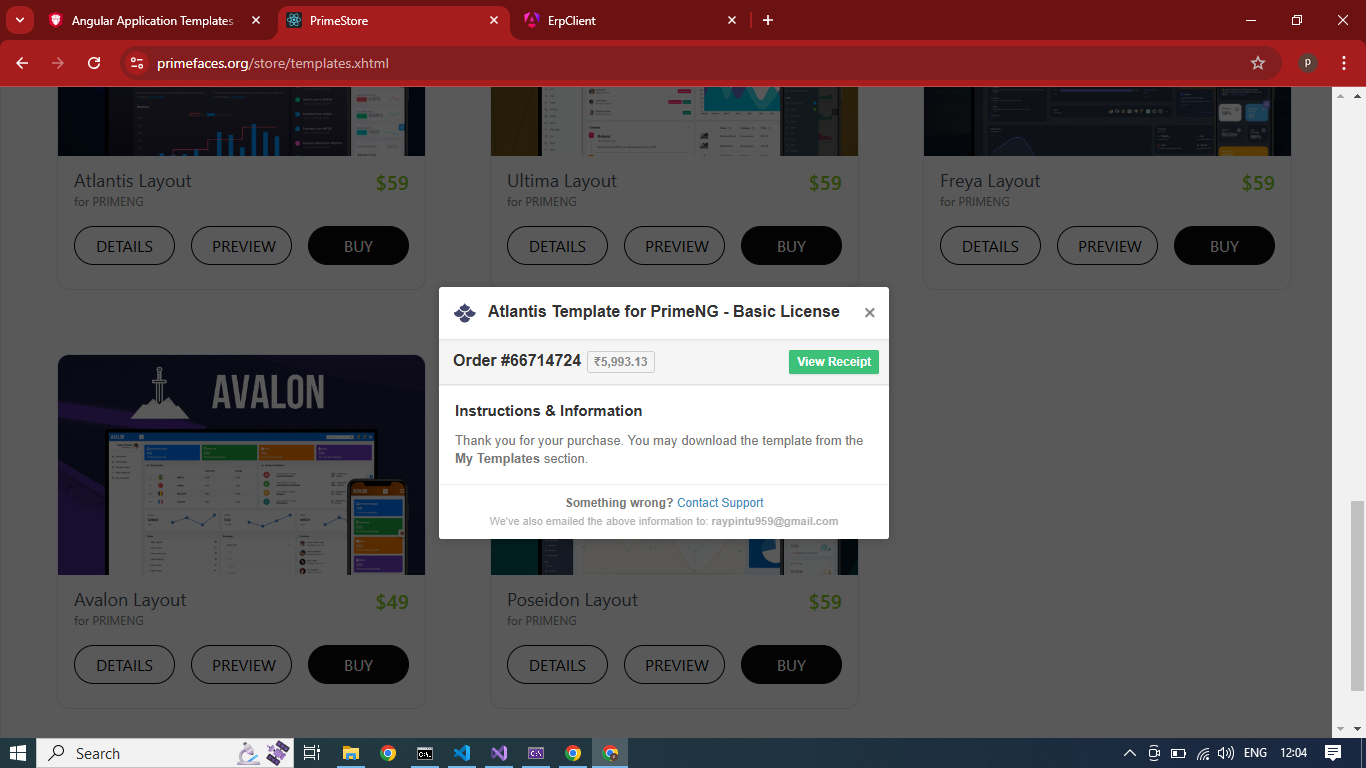 Angular Application Templates
PrimeStore
ErpClient
primefaces.org/store/templates.xhtml
p
Atlantis Layout
$59
for PRIMENG
DETAILS
PREVIEW
BUY
Ultima Layout
$59
for PRIMENG
DETAILS
PREVIEW
BUY
Freya Layout
$59
for PRIMENG
DETAILS
PREVIEW
BUY
Atlantis Template for PrimeNG - Basic License
Order #66714724
₹5,993.13
View Receipt
Instructions & Information
Thank you for your purchase. You may download the template from the
My Templates section.
Something wrong? Contact Support
We've also emailed the above information to: raypintu959@gmail.com
AVALON
AVALON
AVALON
Avalon Layout
$49
for PRIMENG
DETAILS
PREVIEW
BUY
Poseidon Layout
$59
for PRIMENG
DETAILS
PREVIEW
BUY
Search
ENG
12:04